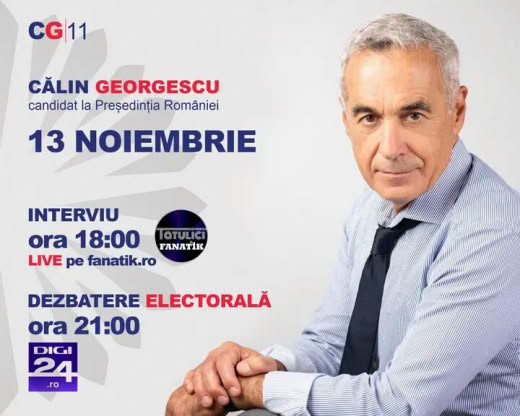 CG|11
CĂLIN GEORGESCU
candidat la Președinția României
13 NOIEMBRIE
INTERVIU
ora 18:00
TATULICI
FANATIK
LIVE pe fanatik.ro
DEZBATERE ELECTORALĂ
ora 21:00
DIGI
24
.ro